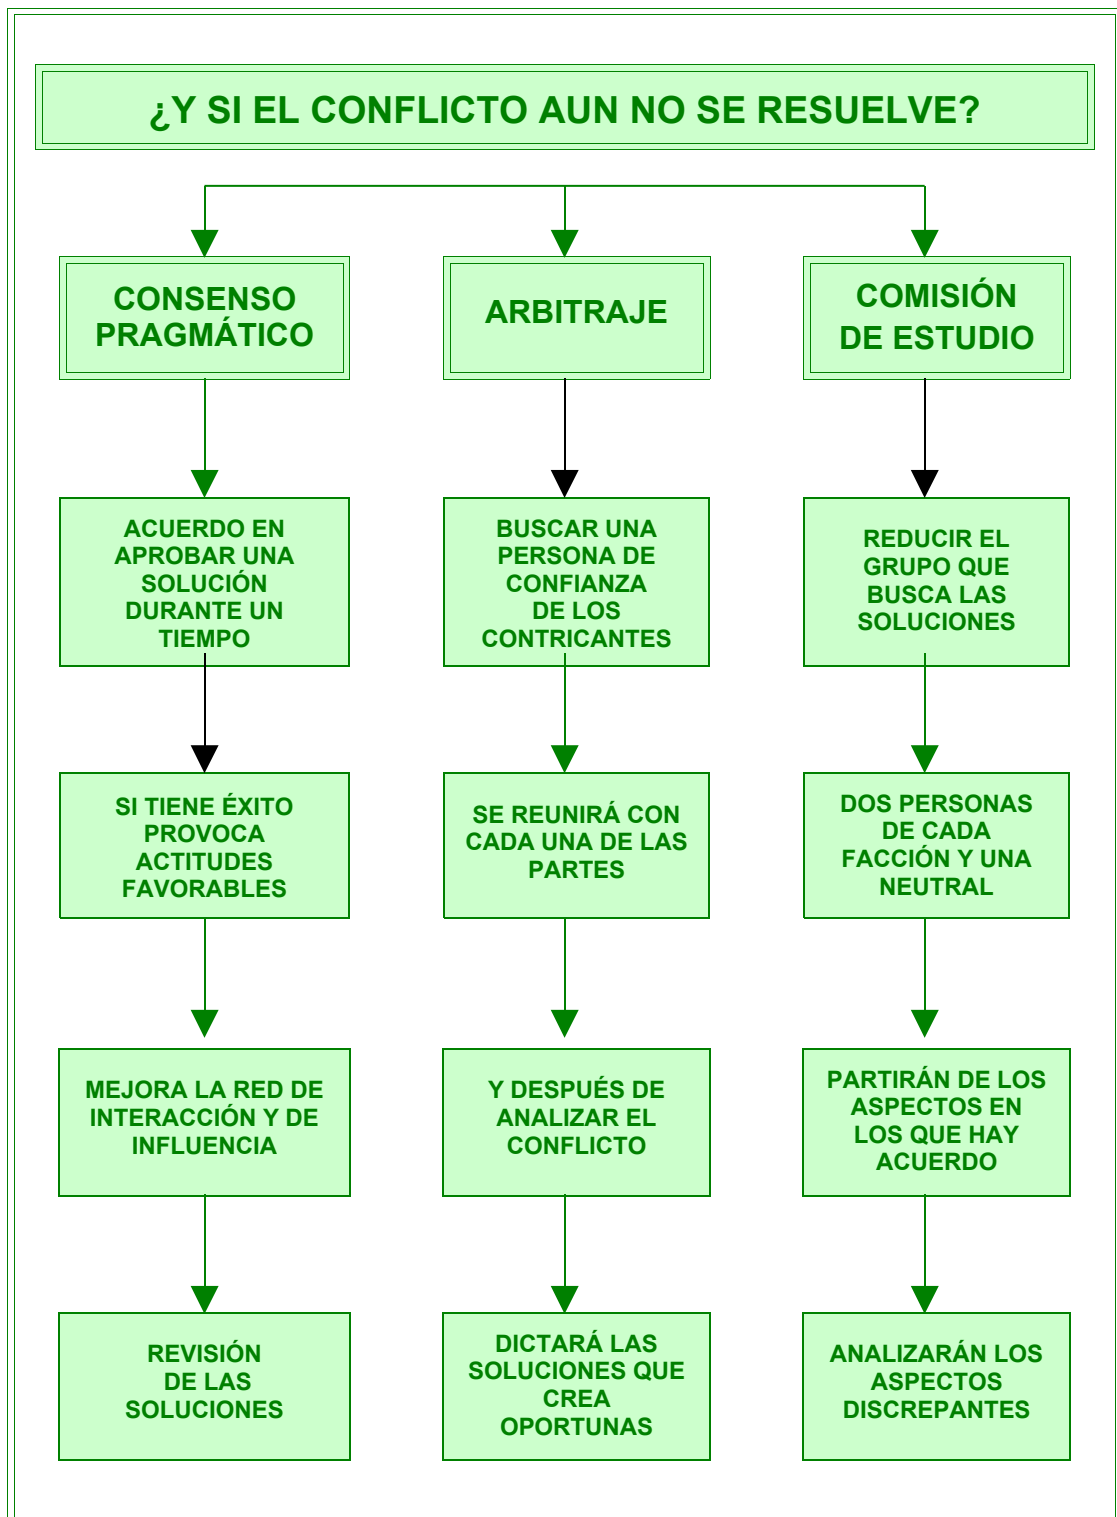 ¿Y SI EL CONFLICTO AUN NO SE RESUELVE?
CONSENSO
PRAGMÁTICO
ARBITRAJE
COMISIÓN
DE ESTUDIO
ACUERDO EN
APROBAR UNA
SOLUCIÓN
DURANTE UN
TIEMPO
BUSCAR UNA
PERSONA DE
CONFIANZA
DE LOS
CONTRICANTES
REDUCIR EL
GRUPO QUE
BUSCA LAS
SOLUCIONES
SI TIENE ÉXITO
PROVOCA
ACTITUDES
FAVORABLES
SE REUNIRÁ CON
CADA UNA DE LAS
PARTES
DOS PERSONAS
DE CADA
FACCIÓN Y UNA
NEUTRAL
MEJORA LA RED DE
INTERACCIÓN Y DE
INFLUENCIA
Y DESPUÉS DE
ANALIZAR EL
CONFLICTO
PARTIRÁN DE LOS
ASPECTOS EN
LOS QUE HAY
ACUERDO
REVISIÓN
DE LAS
SOLUCIONES
DICTARÁ LAS
SOLUCIONES QUE
CREA
OPORTUNAS
ANALIZARÁN LOS
ASPECTOS
DISCREPANTES